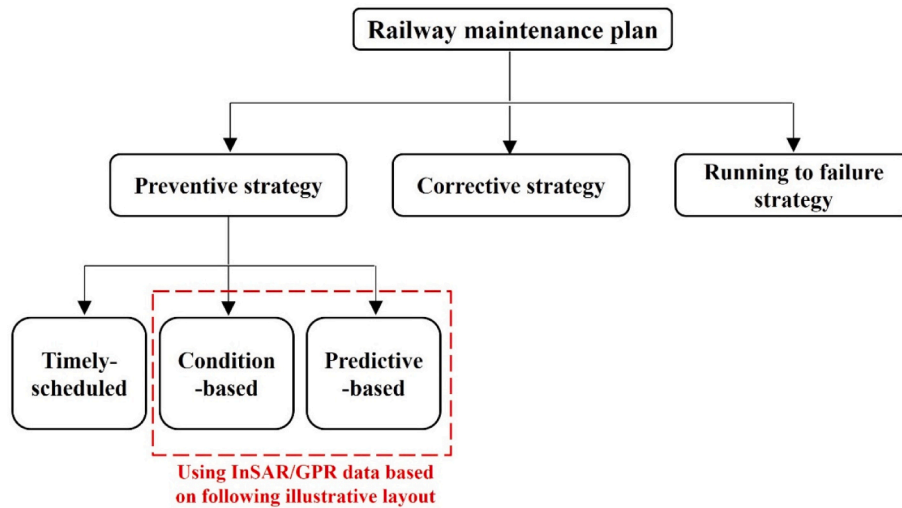 Railway maintenance plan
Preventive strategy
Corrective strategy
Running to failure
strategy
Timely-
scheduled
Condition
-based
Predictive
-based
Using InSAR/GPR data based
on following illustrative layout